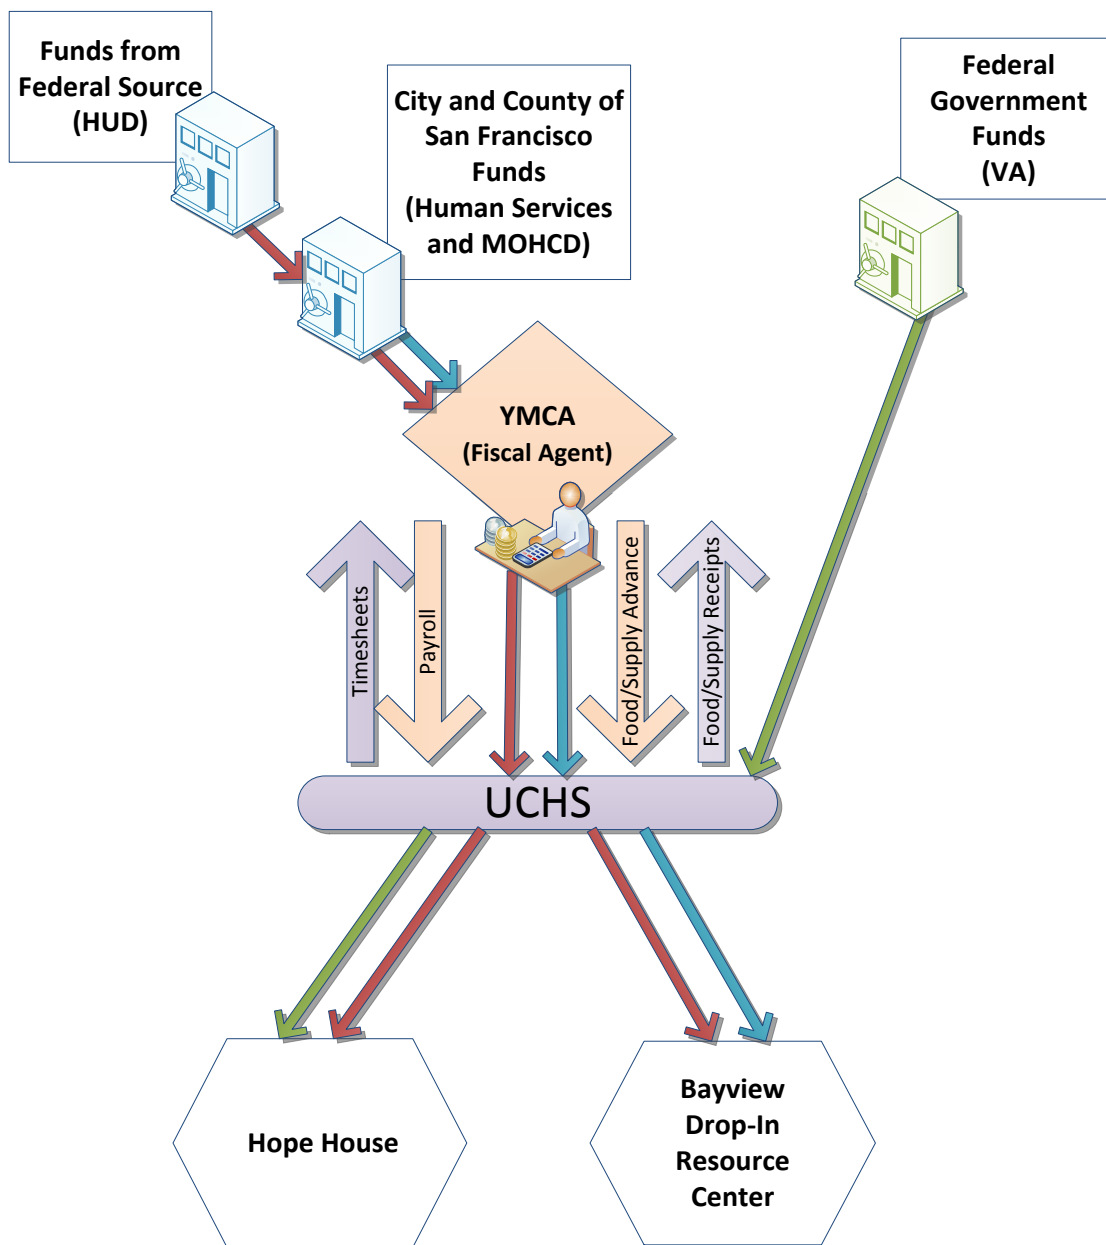 Funds from
Federal Source
(HUD)
City and County of
San Francisco
Funds
(Human Services
and MOHCD)
Federal
Government
Funds
(VA)
YMCA
(Fiscal Agent)
Timesheets
Payroll
Food/Supply Advance
Food/Supply Receipts
UCHS
Hope House
Bayview
Drop-In
Resource
Center